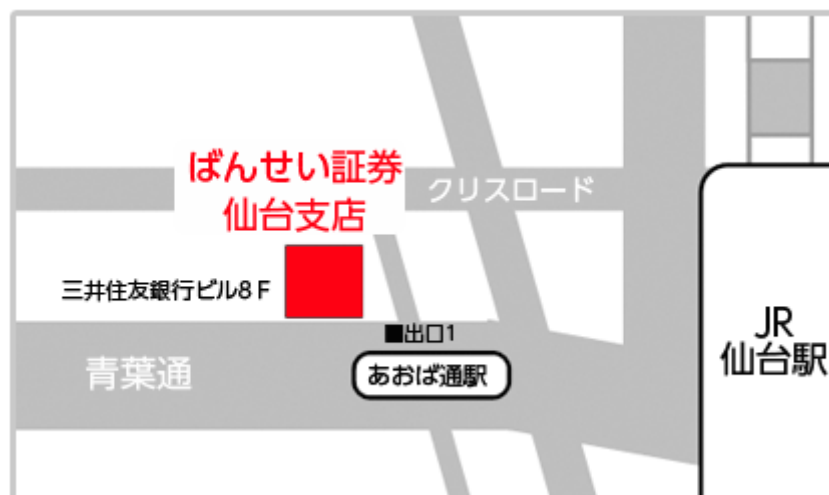 ばんせい証券
仙台支店
クリスロード
三井住友銀行ビル8F
■出口1
青葉通
あおば通駅
JR
仙台駅